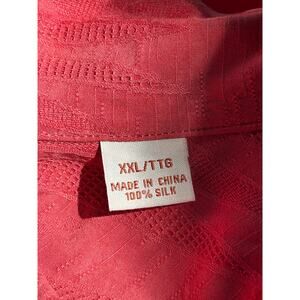 XXL/TTG
MADE IN CHINA
100% SILK